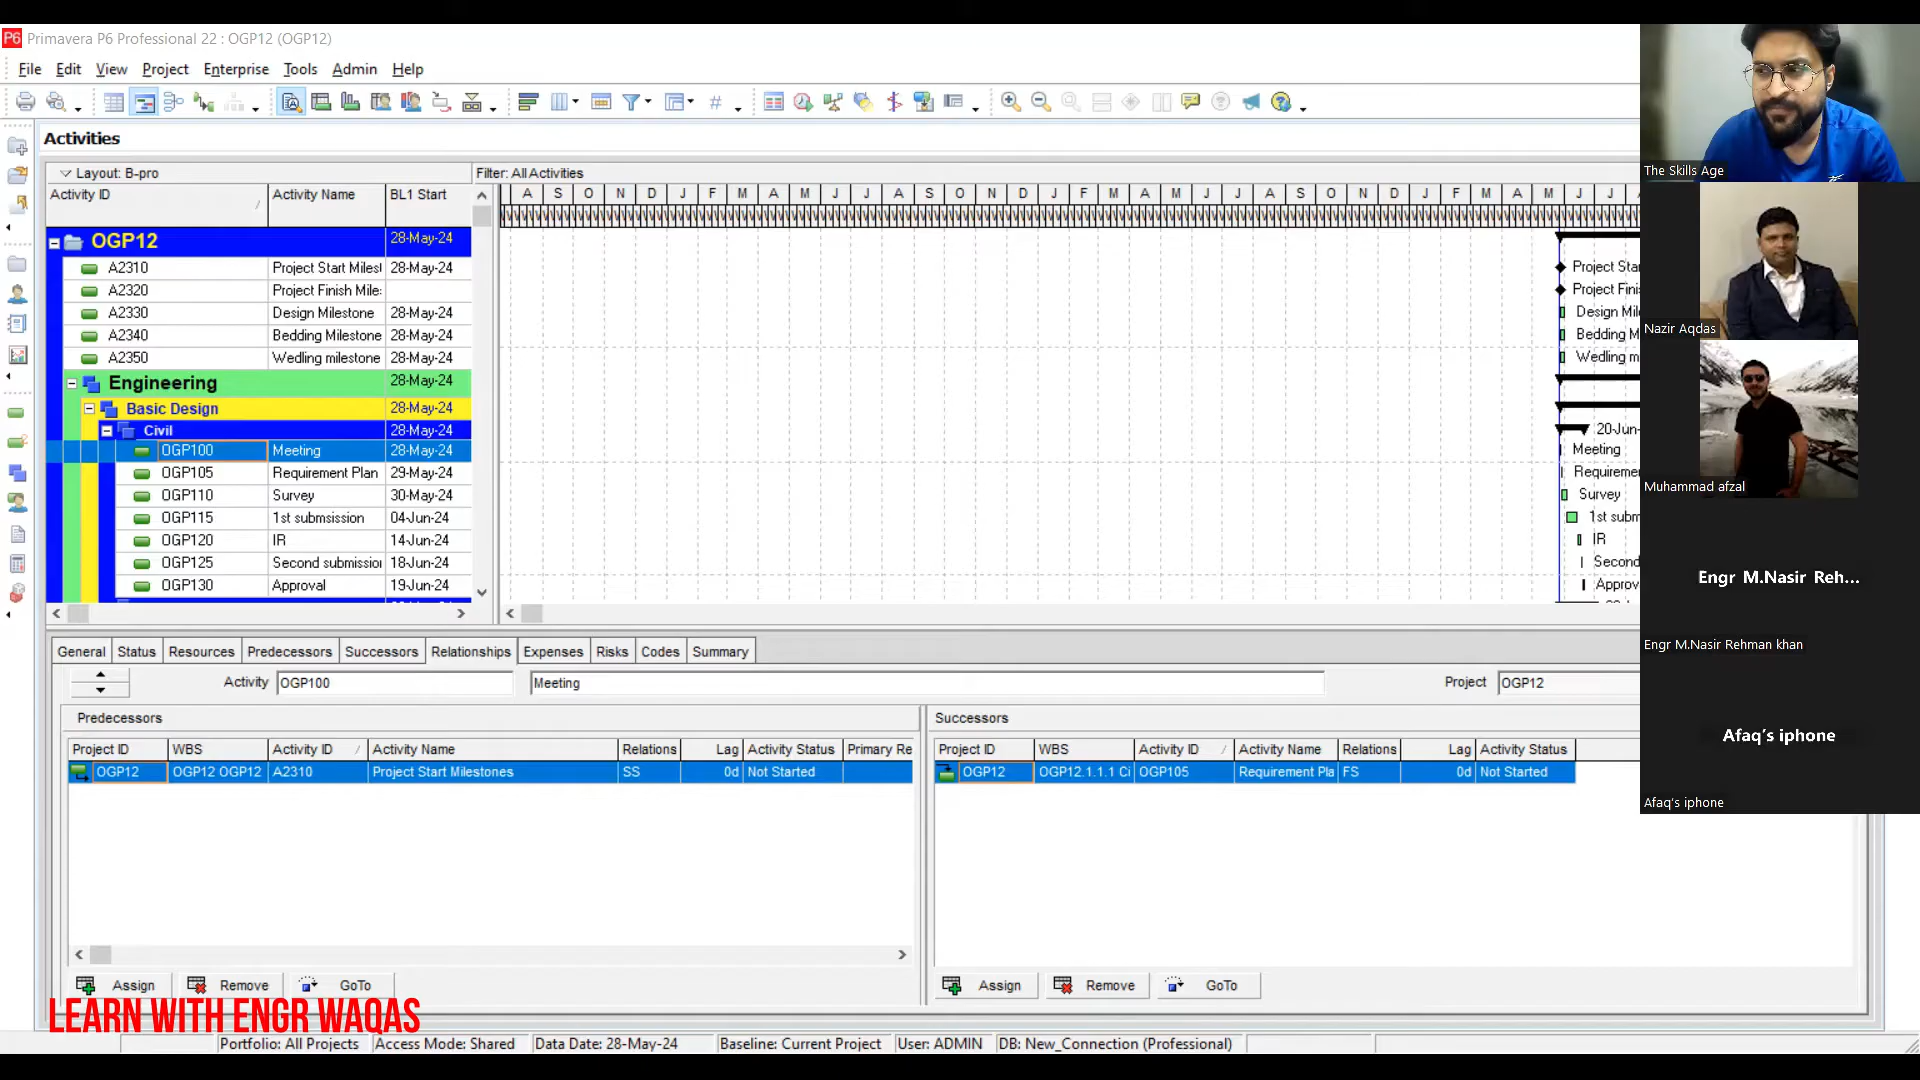 Primavera P6 Professional 22 : OGP12 (OGP12)
File Edit View Project Enterprise Tools Admin Help
Activities
Layout: B-pro
Filter: All Activities
Activity ID Activity Name BL1 Start
A S O N D J F M A M J J A S O N D J F M A M J J A S O N D J F M A M J J
OGP12 28-May-24
A2310 Project Start Milest 28-May-24
A2320 Project Finish Mile:
A2330 Design Milestone 28-May-24
A2340 Bedding Milestone 28-May-24
A2350 Wedling milestone 28-May-24
Engineering 28-May-24
Basic Design 28-May-24
Civil 28-May-24
OGP100 Meeting 28-May-24
OGP105 Requirement Plan 29-May-24
OGP110 Survey 30-May-24
OGP115 1st submsission 04-Jun-24
OGP120 IR 14-Jun-24
OGP125 Second submissio 18-Jun-24
OGP130 Approval 19-Jun-24
Project Star
Project Fini
Design Mil
Bedding M
Wedling m
20-Jun-
Meeting
Requireme
Survey
1st subm
IR
Second
Approv
General Status Resources Predecessors Successors Relationships Expenses Risks Codes Summary
Activity OGP100 Meeting Project OGP12
Predecessors
Project ID WBS Activity ID Activity Name Relations Lag Activity Status Primary Re
OGP12 OGP12 OGP12 A2310 Project Start Milestones SS 0d Not Started
Assign Remove GoTo
Successors
Project ID WBS Activity ID Activity Name Relations Lag Activity Status
OGP12 OGP12.1.1.1 Ci OGP105 Requirement Pla FS 0d Not Started
Assign Remove GoTo
LEARN WITH ENGR WAQAS
Portfolio: All Projects Access Mode: Shared Data Date: 28-May-24 Baseline: Current Project User: ADMIN DB: New_Connection (Professional)
The Skills Age
Nazir Aqdas
Muhammad afzal
Engr M.Nasir Reh...
Engr M.Nasir Rehman khan
Afaq's iphone
Afaq's iphone